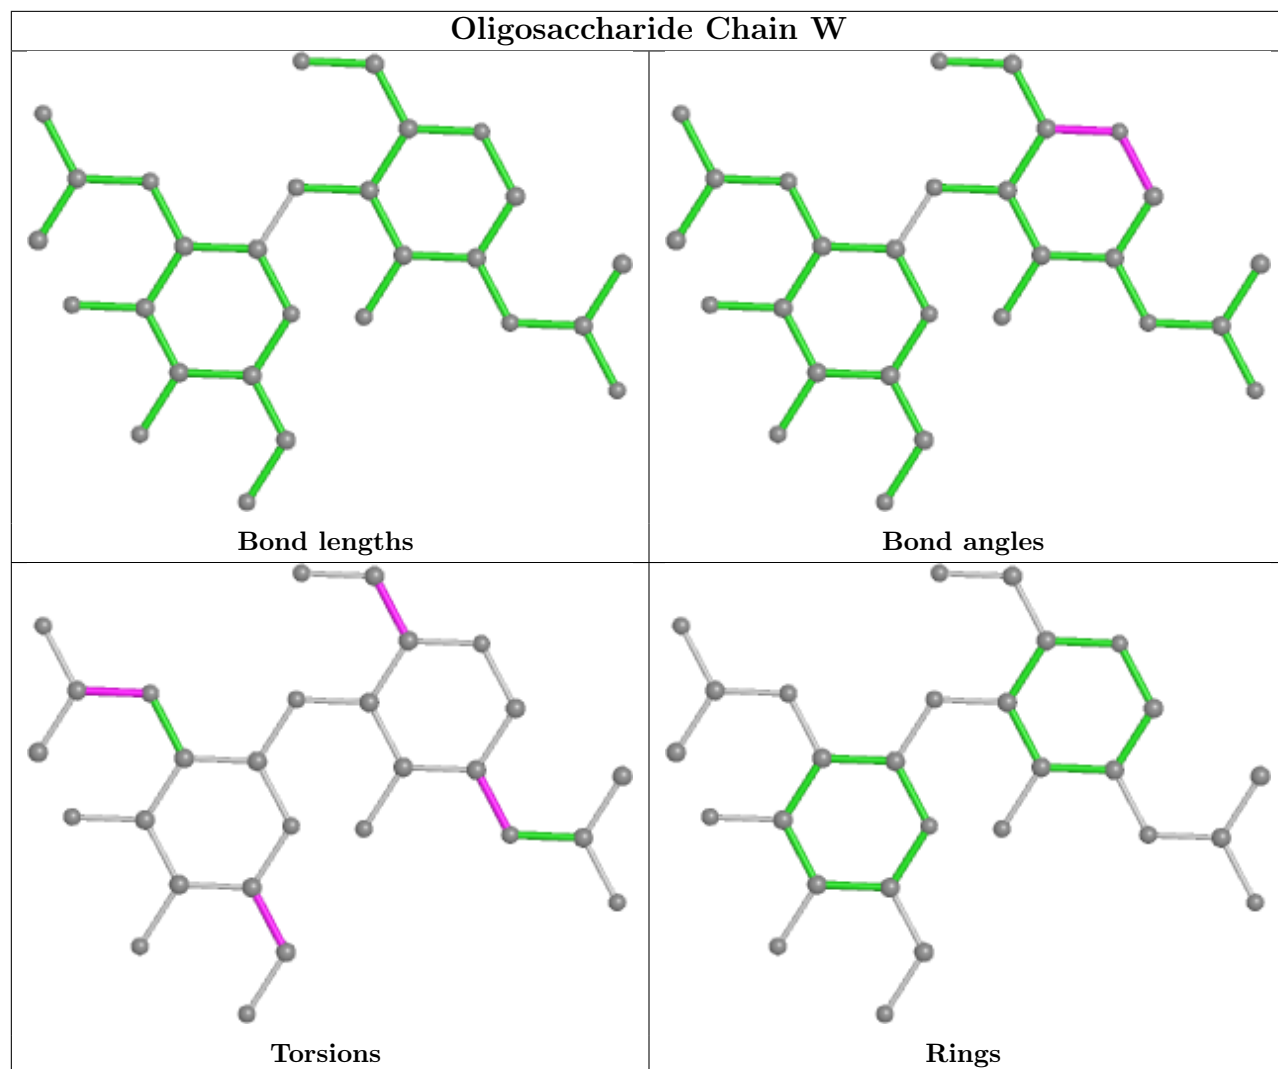 Oligosaccharide Chain W
Bond lengths
Bond angles
Torsions
Rings